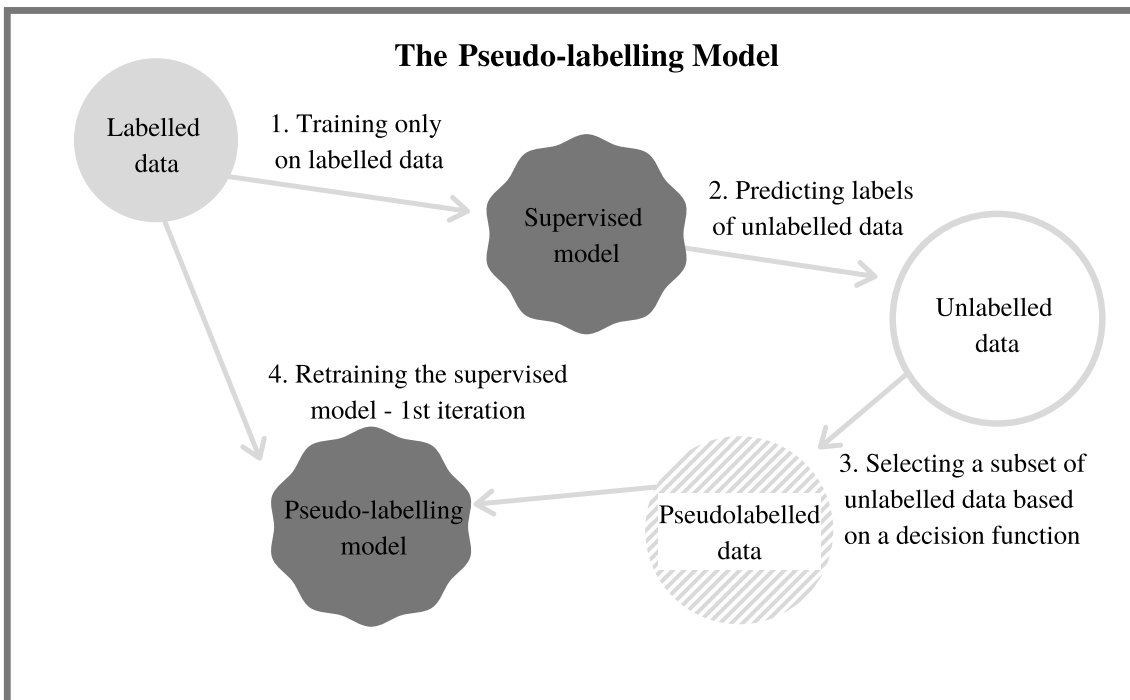 The Pseudo-labelling Model
Labelled
data
1. Training only
on labelled data
Supervised
model
2. Predicting labels
of unlabelled data
Unlabelled
data
3. Selecting a subset of
unlabelled data based
on a decision function
Pseudolabelled
data
4. Retraining the supervised
model - 1st iteration
Pseudo-labelling
model